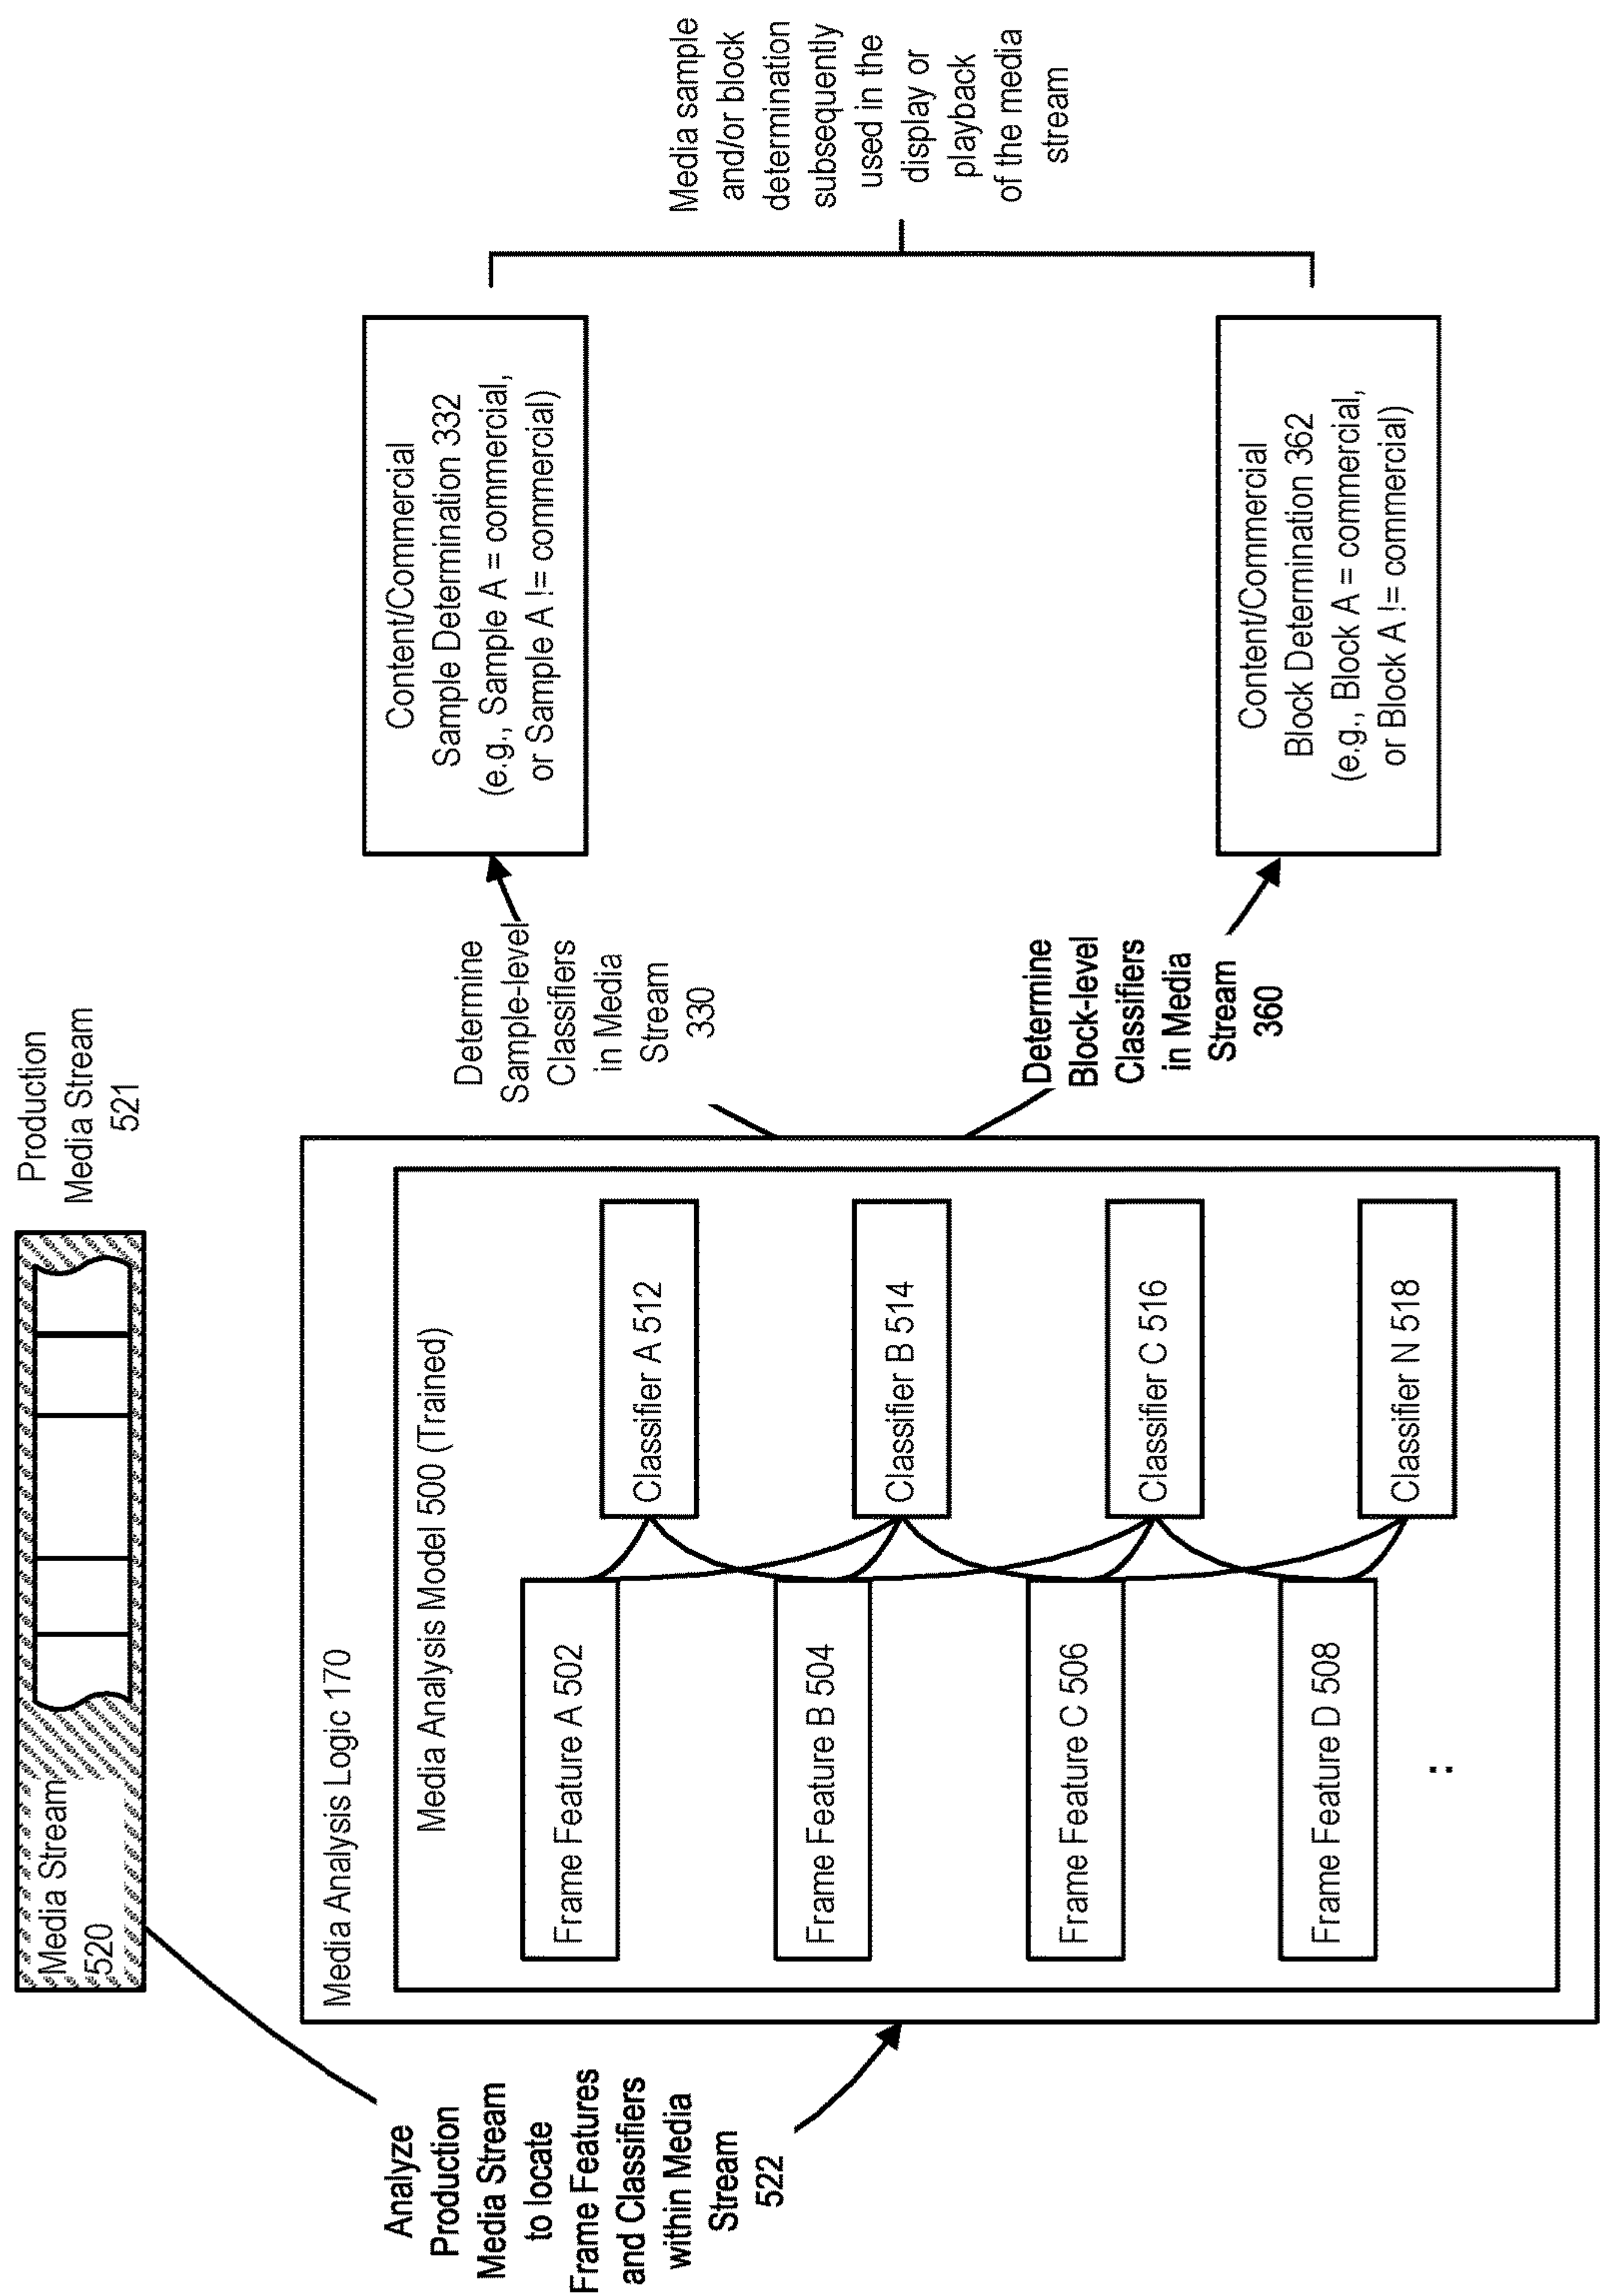 Production
Media Stream
521
Media Stream
520
Analyze
Production
Media Stream
to locate
Frame Features
and Classifiers
within Media
Stream
522
Media Analysis Logic 170
Media Analysis Model 500 (Trained)
Frame Feature A 502
Frame Feature B 504
Frame Feature C 506
Frame Feature D 508
..
Classifier A 512
Classifier B 514
Classifier C 516
Classifier N 518
Determine
Sample-level
Classifiers
in Media
Stream
330
Determine
Block-level
Classifiers
in Media
Stream
360
Content/Commercial
Sample Determination 332
(e.g., Sample A = commercial,
or Sample A != commercial)
Content/Commercial
Block Determination 362
(e.g., Block A = commercial,
or Block A != commercial)
Media sample
and/or block
determination
subsequently
used in the
display or
playback
of the media
stream